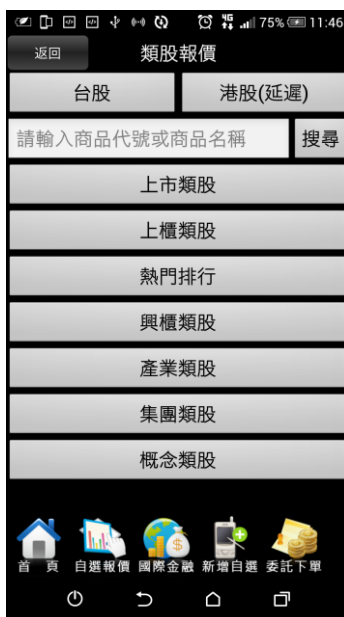 4G 75% 11:46
返回 類股報價
台股 港股(延遲)
請輸入商品代號或商品名稱 搜尋
上市類股
上櫃類股
熱門排行
興櫃類股
產業類股
集團類股
概念類股
首 頁 自選報價 國際金融 新增自選 委託下單